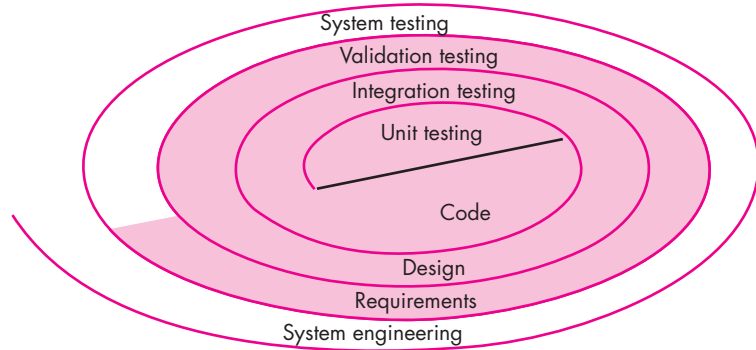 System testing
Validation testing
Integration testing
Unit testing
Code
Design
Requirements
System engineering